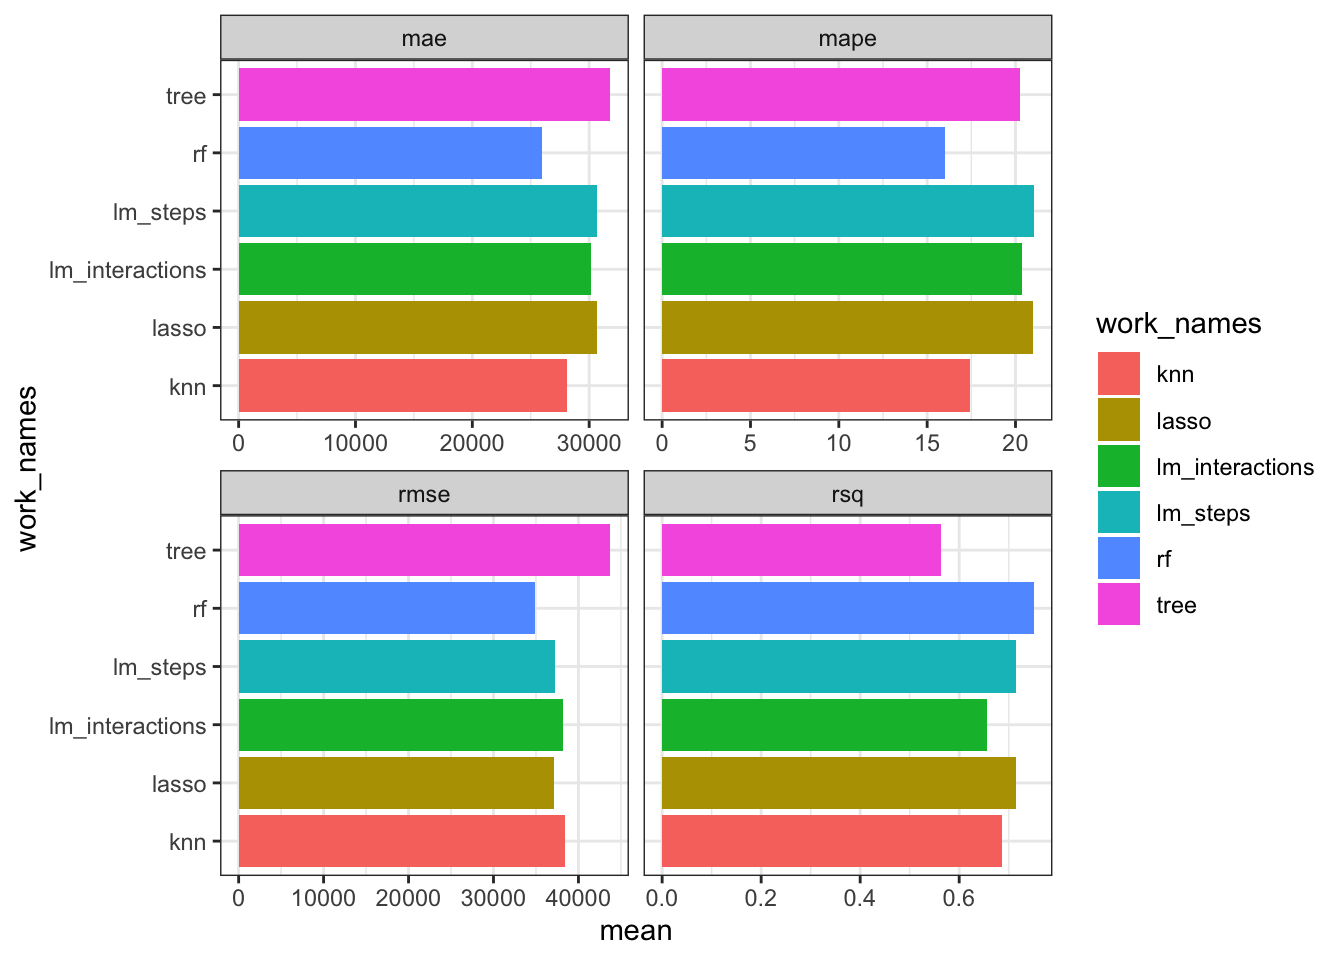 mae
mape
tree
rf
lm_steps
lm_interactions
lasso
knn
0 10000 20000 30000
0 5 10 15 20
work_names
rmse
rsq
tree
rf
lm_steps
lm_interactions
lasso
knn
0 10000 20000 30000 40000
0.0 0.2 0.4 0.6
mean
work_names
knn
lasso
lm_interactions
lm_steps
rf
tree